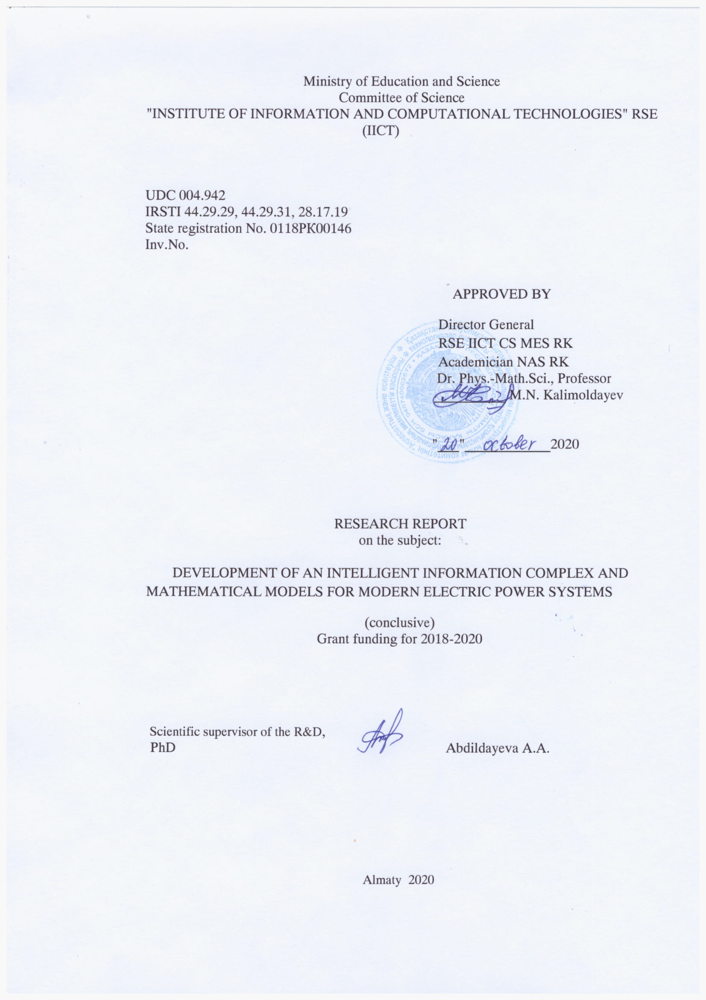 Ministry of Education and Science
Committee of Science
"INSTITUTE OF INFORMATION AND COMPUTATIONAL TECHNOLOGIES" RSE
(IICT)
UDC 004.942
IRSTI 44.29.29, 44.29.31, 28.17.19
State registration No. 0118РК00146
Inv.No.
APPROVED BY
Director General
RSE IICT CS MES RK
Academician NAS RK
Dr. Phys.-Math.Sci., Professor
M.N. Kalimoldayev
"20" october 2020
RESEARCH REPORT
on the subject:
DEVELOPMENT OF AN INTELLIGENT INFORMATION COMPLEX AND
MATHEMATICAL MODELS FOR MODERN ELECTRIC POWER SYSTEMS
(conclusive)
Grant funding for 2018-2020
Scientific supervisor of the R&D,
PhD
Abdildayeva A.A.
Almaty 2020